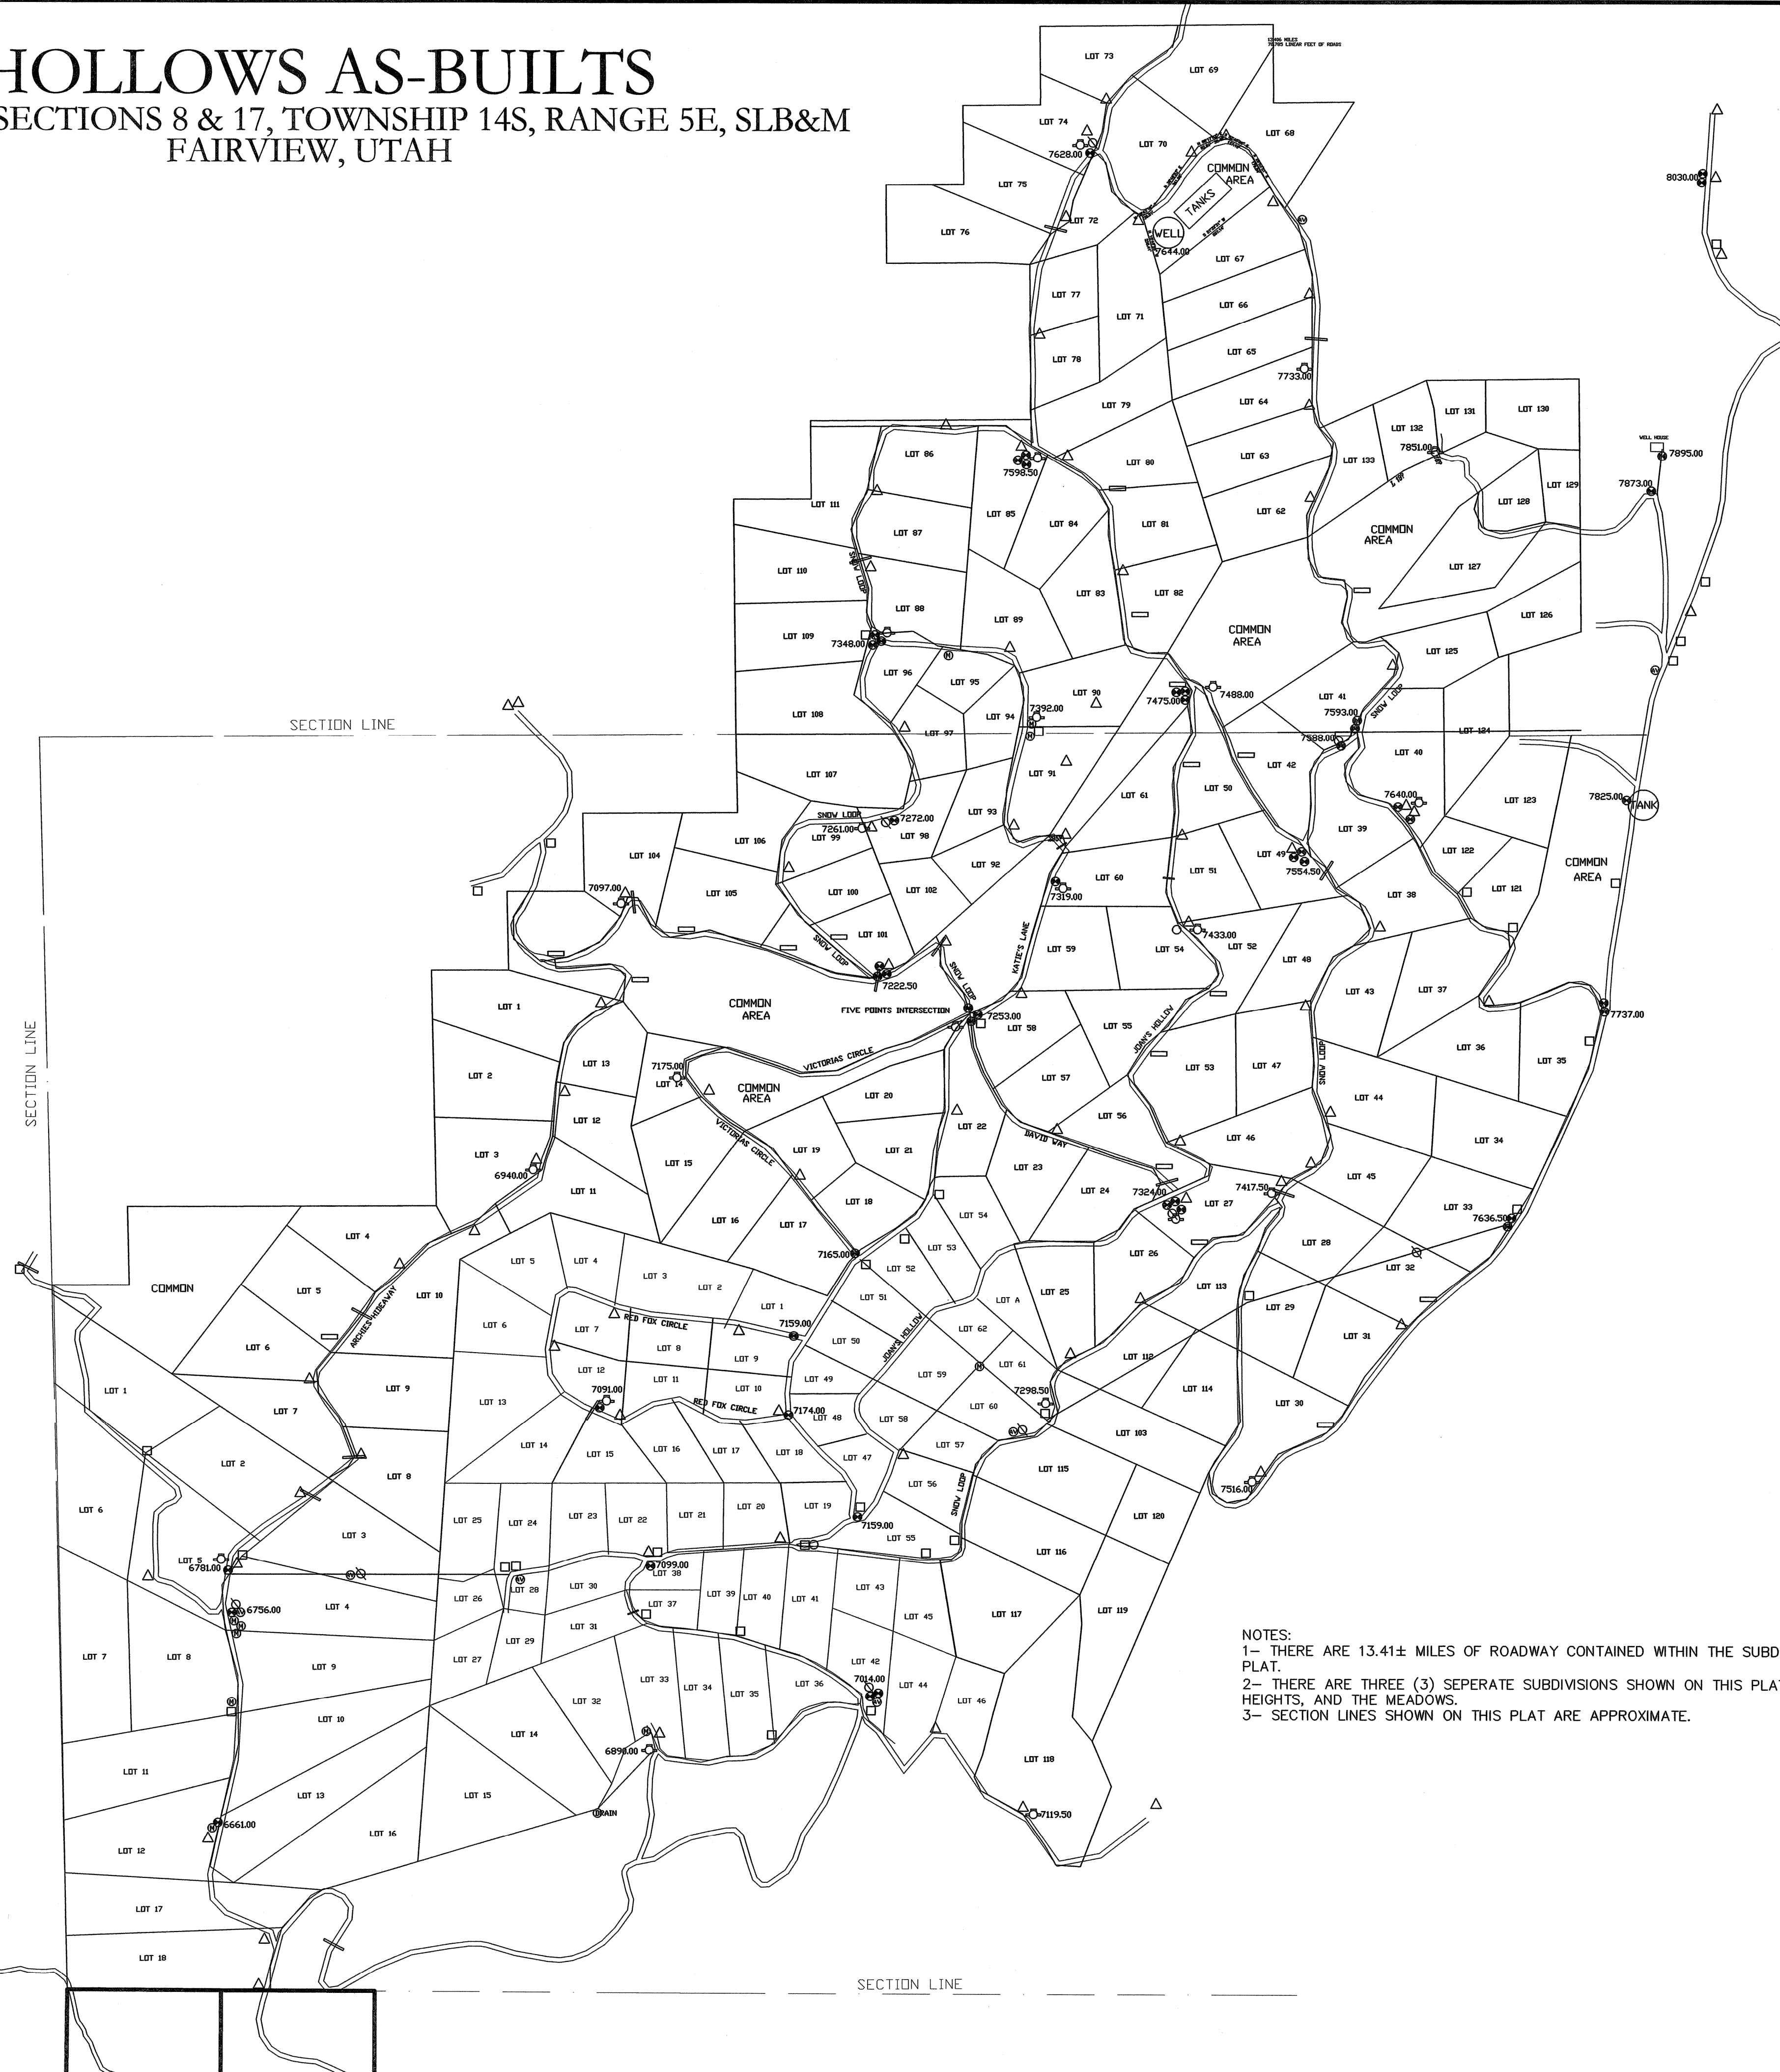 HOLLOWS AS-BUILTS
SECTIONS 8 & 17, TOWNSHIP 14S, RANGE 5E, SLB&M
FAIRVIEW, UTAH
LINEAR FEET OF ROADS
LOT 73
LOT 69
LOT 74
LOT 70
LOT 68
7628.00
COMMON
AREA
8030.00
LOT 75
TANKS
LOT 72
LOT 76
WELL
7644.00
LOT 67
LOT 77
LOT 66
LOT 71
LOT 78
LOT 65
7733.00
LOT 79
LOT 64
LOT 131
LOT 130
LOT 132
WELL HOUSE
7851.00
7895.00
LOT 86
LOT 80
LOT 63
LOT 133
7598.50
7873.00
LOT 129
LOT 111
LOT 128
LOT 85
LOT 84
LOT 81
LOT 62
LOT 87
COMMON
AREA
SNOW LOOP
LOT 110
LOT 127
LOT 83
LOT 82
LOT 88
LOT 126
LOT 109
LOT 89
COMMON
AREA
7348.00
LOT 125
LOT 96
LOT 95
LOT 90
7475.00
7488.00
LOT 41
SNOW LOOP
LOT 108
LOT 94
7392.00
7593.00
SECTION LINE
LOT 97
7588.00
LOT 124
LOT 40
LOT 107
LOT 91
LOT 42
LOT 61
LOT 50
7640.00
LOT 123
7825.00
TANK
SNOW LOOP
7272.00
7261.00
LOT 99
LOT 98
LOT 93
LOT 106
LOT 39
LOT 104
LOT 49
LOT 122
COMMON
AREA
LOT 92
7554.50
LOT 51
LOT 105
LOT 100
LOT 102
LOT 60
7097.00
7319.00
LOT 38
LOT 121
LOT 101
KATIE'S LANE
7433.00
SNOW LOOP
LOT 59
LOT 54
LOT 52
LOT 48
SNOW LOOP
7222.50
LOT 43
LOT 37
LOT 1
COMMON
AREA
FIVE POINTS INTERSECTION
7253.00
7737.00
LOT 58
LOT 55
JOAN'S HOLLOW
SECTION LINE
LOT 36
LOT 13
VICTORIAS CIRCLE
LOT 35
7175.00
LOT 53
LOT 47
SNOW LOOP
LOT 2
LOT 14
LOT 57
COMMON
AREA
LOT 20
LOT 44
LOT 12
LOT 56
LOT 22
VICTORIAS CIRCLE
DAVID WAY
LOT 46
LOT 34
LOT 3
LOT 19
LOT 21
LOT 15
LOT 23
6940.00
LOT 45
LOT 11
LOT 24
7324.00
7417.50
LOT 18
LOT 27
LOT 33
7636.50
LOT 16
LOT 17
LOT 54
LOT 4
LOT 28
7165.00
LOT 53
LOT 26
LOT 5
LOT 4
LOT 52
LOT 32
LOT 3
LOT 2
COMMON
LOT 5
LOT 10
LOT 113
ARCHIES HIDEAWAY
LOT 51
LOT A
LOT 25
LOT 1
LOT 29
RED FOX CIRCLE
LOT 6
LOT 7
7159.00
LOT 62
LOT 31
LOT 50
JOAN'S HOLLOW
LOT 6
LOT 8
LOT 9
LOT 112
LOT 61
LOT 12
LOT 59
LOT 49
LOT 11
LOT 10
LOT 9
LOT 1
LOT 114
7091.00
7298.50
LOT 13
LOT 30
LOT 60
RED FOX CIRCLE
LOT 7
7174.00
LOT 48
LOT 58
LOT 103
LOT 14
LOT 57
LOT 16
LOT 17
LOT 18
LOT 15
LOT 47
LOT 2
LOT 115
LOT 8
LOT 56
7516.00
SNOW LOOP
LOT 6
LOT 20
LOT 19
LOT 120
LOT 21
LOT 23
LOT 22
LOT 25
LOT 24
7159.00
LOT 3
LOT 55
LOT 116
LOT 5
6781.00
7099.00
LOT 38
LOT 30
LOT 43
LOT 28
LOT 39
LOT 40
LOT 41
LOT 26
LOT 37
LOT 4
6756.00
LOT 119
LOT 117
LOT 45
LOT 31
LOT 29
LOT 7
LOT 8
LOT 27
LOT 42
LOT 9
7014.00
LOT 33
LOT 36
LOT 44
LOT 34
LOT 35
LOT 32
LOT 46
LOT 10
LOT 14
6890.00
LOT 118
LOT 11
LOT 13
LOT 15
DRAIN
7119.50
6661.00
LOT 16
LOT 12
LOT 17
LOT 18
SECTION LINE
NOTES:
1– THERE ARE 13.41± MILES OF ROADWAY CONTAINED WITHIN THE SUBD
PLAT.
2– THERE ARE THREE (3) SEPERATE SUBDIVISIONS SHOWN ON THIS PLA
HEIGHTS, AND THE MEADOWS.
3– SECTION LINES SHOWN ON THIS PLAT ARE APPROXIMATE.